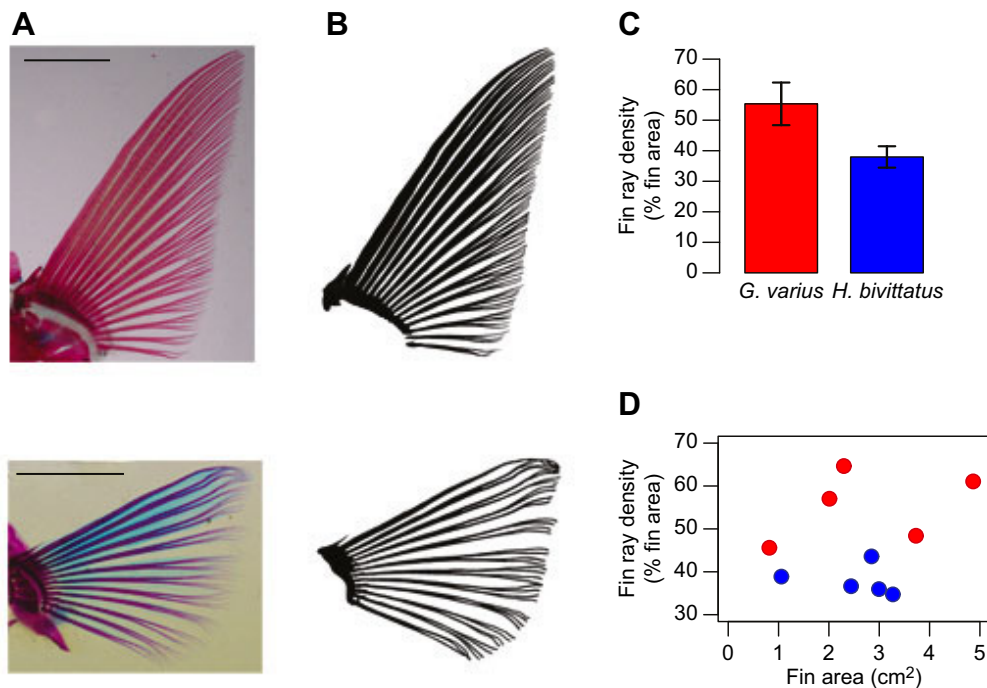 A
B
C
Fin ray density
(% fin area)
70
60
50
40
30
20
10
0
G. varius H. bivittatus
D
Fin ray density
(% fin area)
70
60
50
40
30
0 1 2 3 4 5
Fin area (cm²)